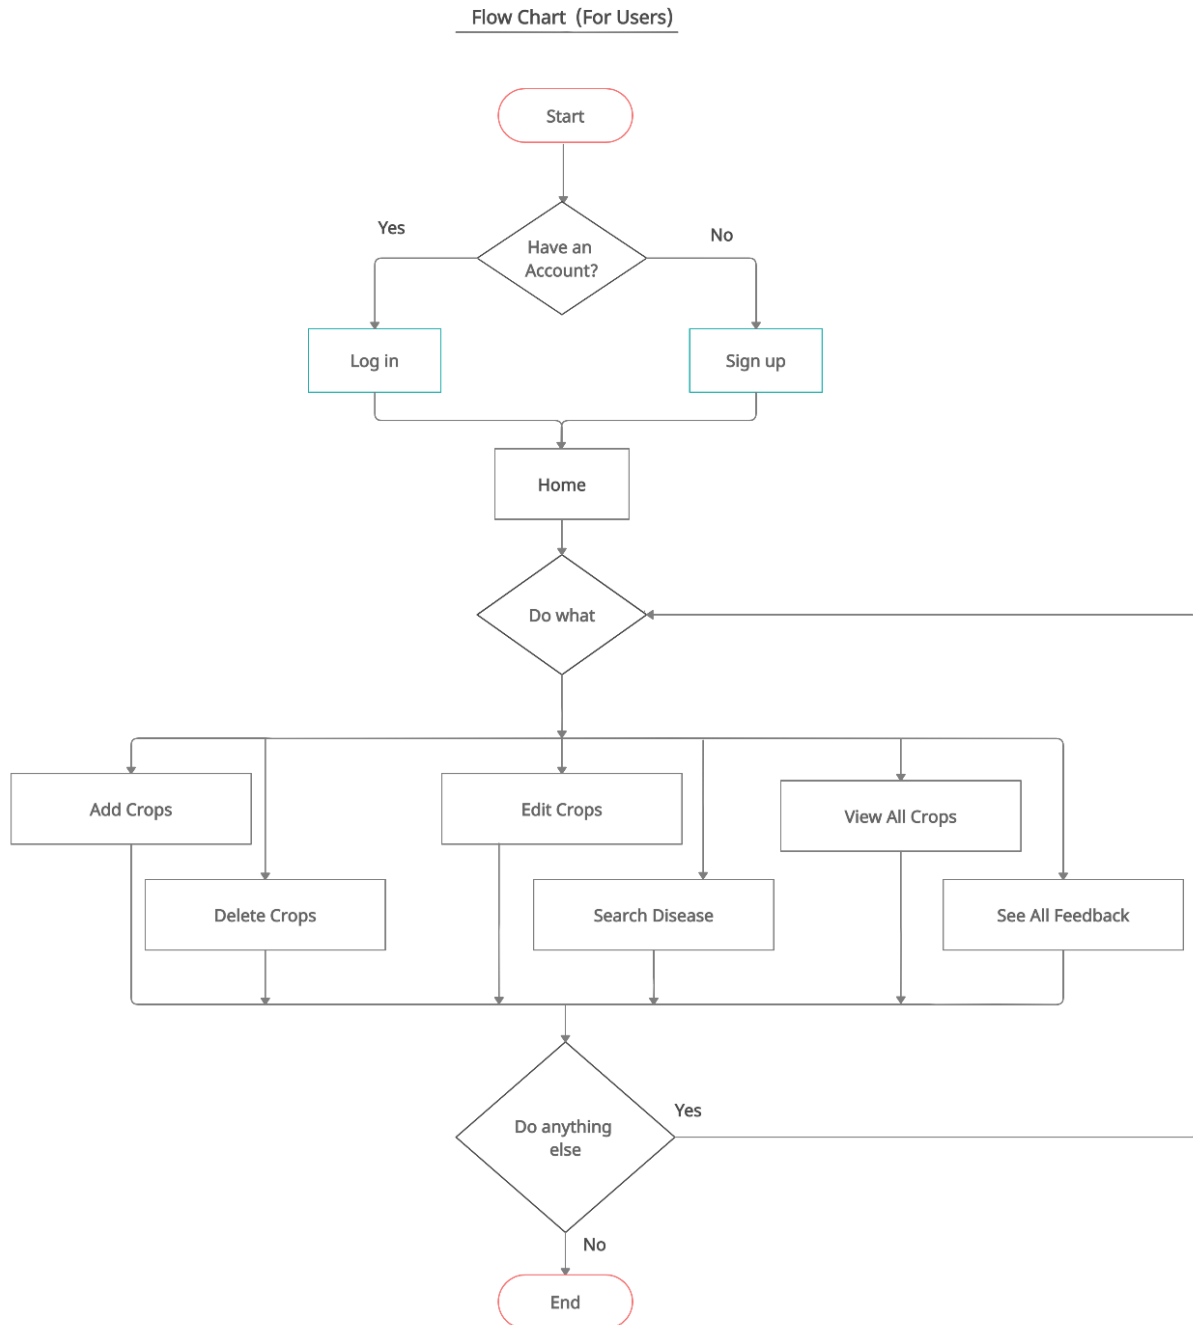 Flow Chart (For Users)
Start
Yes
No
Have an
Account?
Log in
Sign up
Home
Do what
Add Crops
Edit Crops
View All Crops
Delete Crops
Search Disease
See All Feedback
Yes
Do anything
else
No
End